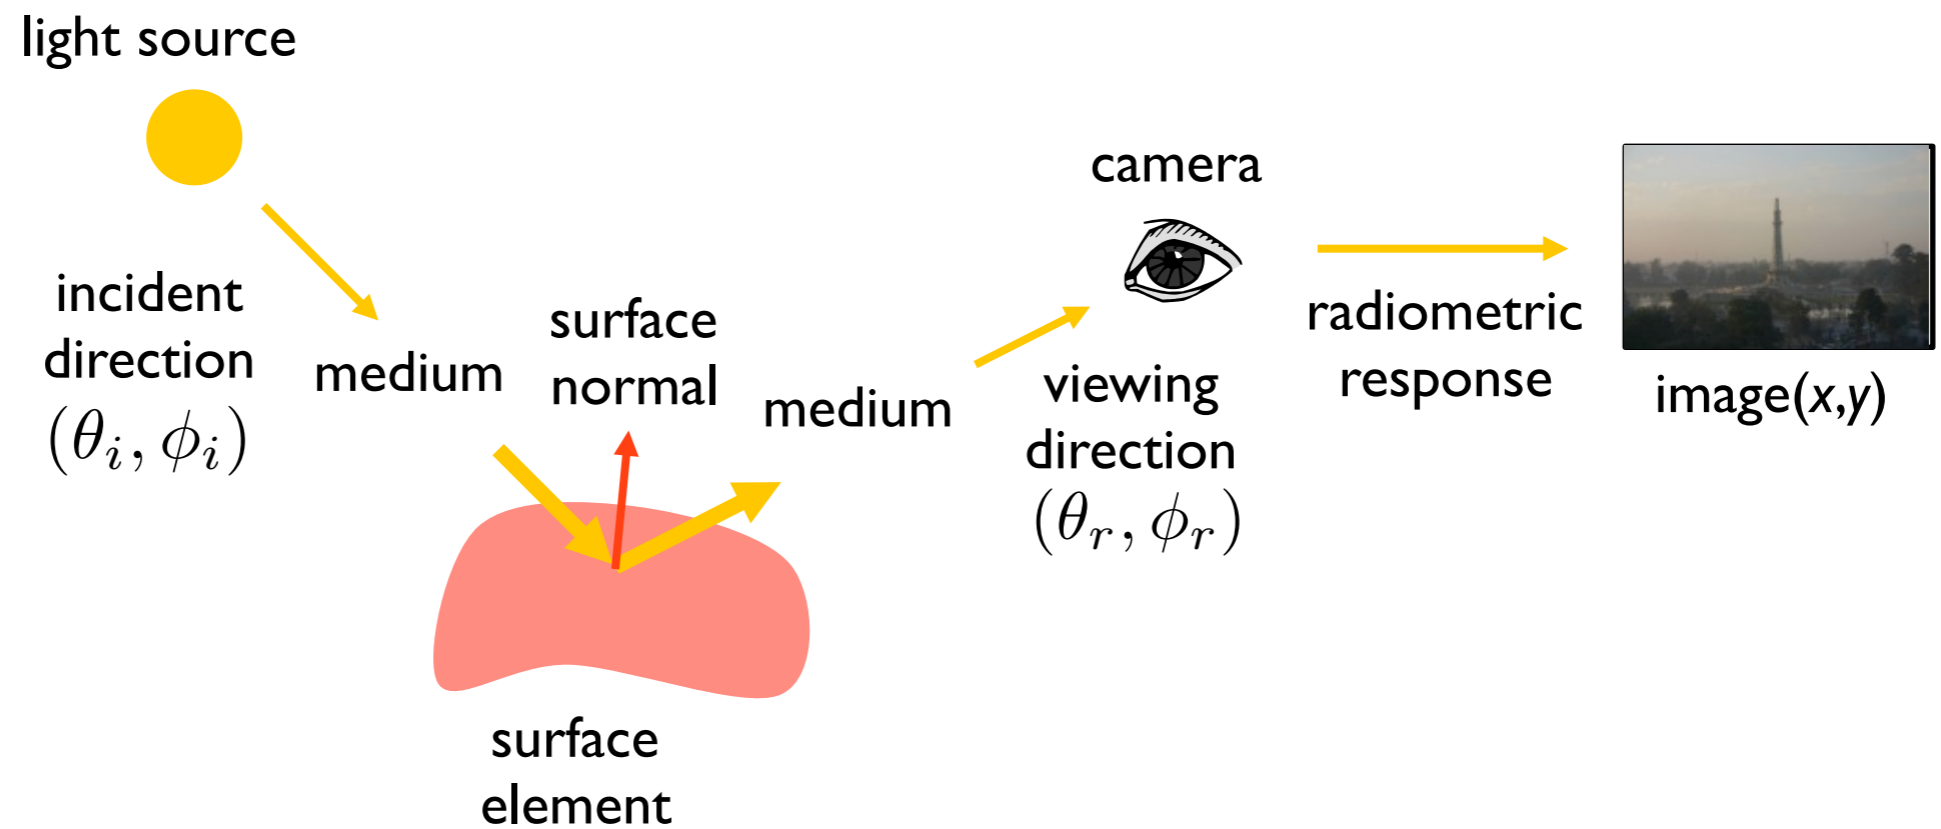 light source
incident
direction
(θi, ϕi)
medium
surface
normal
medium
surface
element
camera
viewing
direction
(θr, ϕr)
radiometric
response
image(x,y)